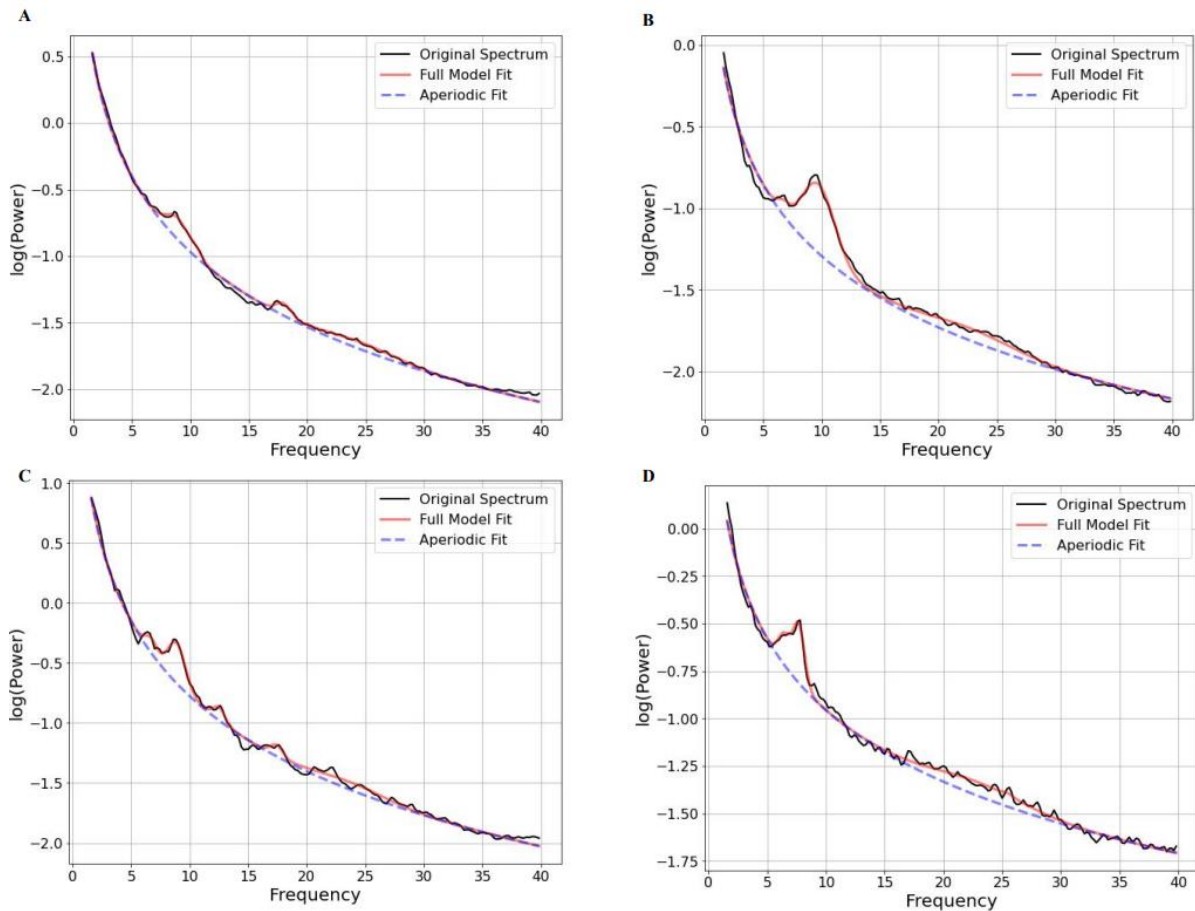 A
0.5
0.0
−0.5
−1.0
−1.5
−2.0
log(Power)
Original Spectrum
Full Model Fit
Aperiodic Fit
0 5 10 15 20 25 30 35 40
Frequency
B
0.0
−0.5
−1.0
−1.5
−2.0
log(Power)
Original Spectrum
Full Model Fit
Aperiodic Fit
0 5 10 15 20 25 30 35 40
Frequency
C
1.0
0.5
0.0
−0.5
−1.0
−1.5
−2.0
log(Power)
Original Spectrum
Full Model Fit
Aperiodic Fit
0 5 10 15 20 25 30 35 40
Frequency
D
0.00
−0.25
−0.50
−0.75
−1.00
−1.25
−1.50
−1.75
log(Power)
Original Spectrum
Full Model Fit
Aperiodic Fit
0 5 10 15 20 25 30 35 40
Frequency